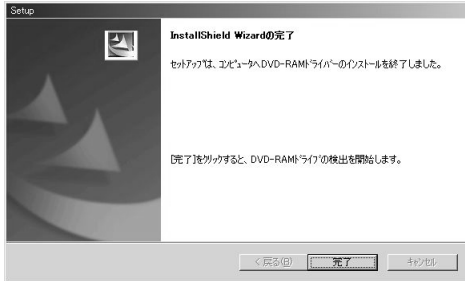 Setup
InstallShield Wizardの完了
ｾｯﾄｱｯﾌﾟは、ｺﾝﾋﾟｭｰﾀへDVD-RAMﾄﾞﾗｲﾊﾞｰのｲﾝｽﾄｰﾙを終了しました。
[完了]をｸﾘｯｸすると、DVD-RAMﾄﾞﾗｲﾌﾞの検出を開始します。
< 戻る(B)
完了
ｷｬﾝｾﾙ